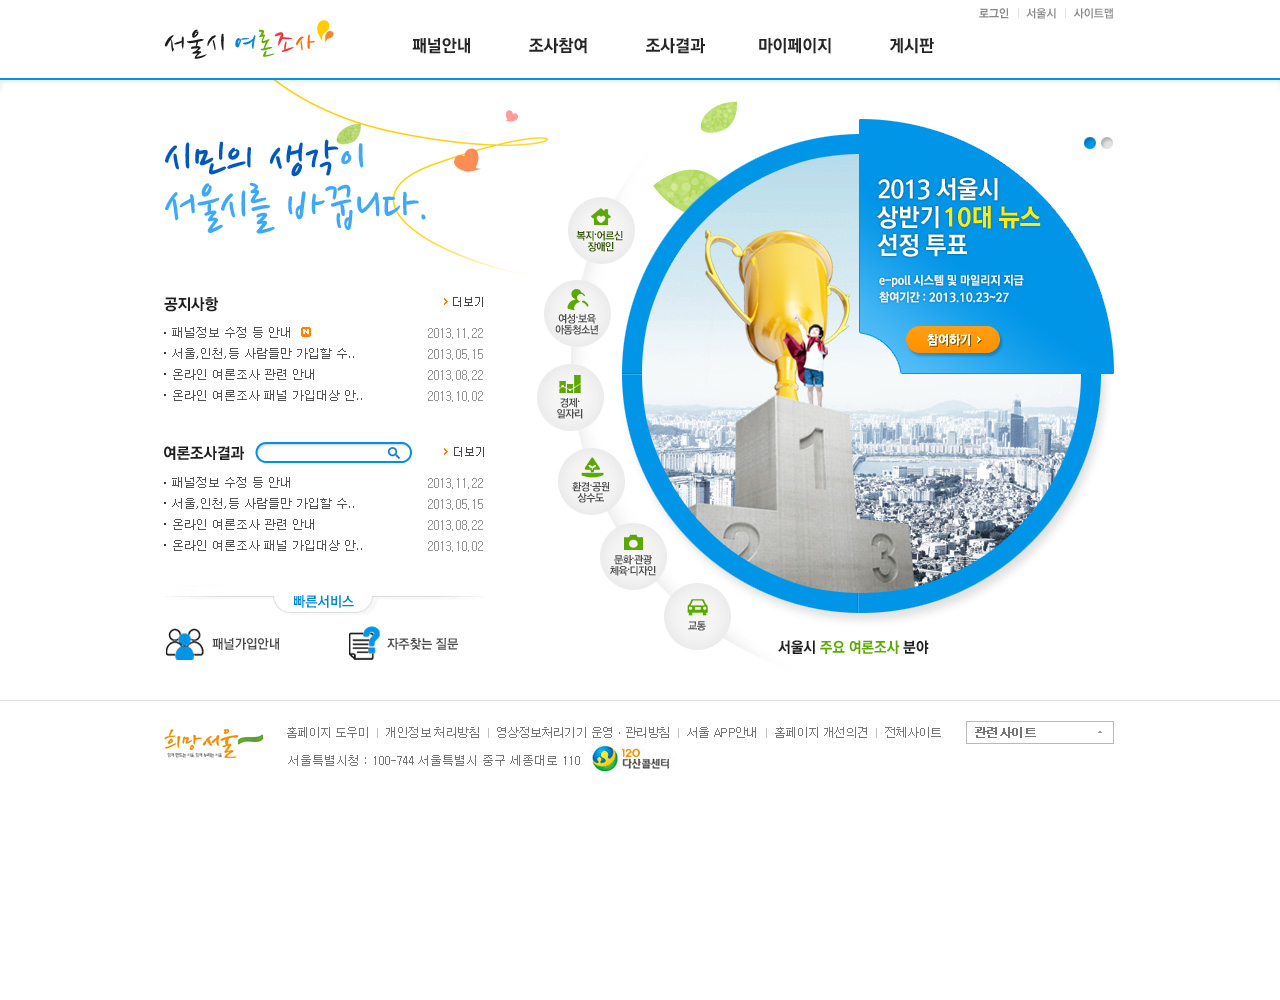 로그인 서울시 사이트맵
서울시 여론조사
패널안내 조사참여 조사결과 마이페이지 게시판
시민의 생각이
서울시를 바꿉니다.
2013 서울시
상반기 10대 뉴스
선정 투표
e-poll 시스템 및 마일리지 지급
참여기간 : 2013.10.23~27
참여하기
복지·어르신
장애인
여성·보육
아동청소년
경제·
일자리
환경·공원
상수도
문화·관광
체육·디자인
교통
1
2
3
서울시 주요 여론조사 분야
공지사항 더보기
패널정보 수정 등 안내 N 2013.11.22
서울,인천,등 사람들만 가입할 수.. 2013.05.15
온라인 여론조사 관련 안내 2013.08.22
온라인 여론조사 패널 가입대상 안.. 2013.10.02
여론조사결과 더보기
패널정보 수정 등 안내 2013.11.22
서울,인천,등 사람들만 가입할 수.. 2013.05.15
온라인 여론조사 관련 안내 2013.08.22
온라인 여론조사 패널 가입대상 안.. 2013.10.02
빠른서비스
패널가입안내 자주찾는 질문
희망서울
홈페이지 도우미 개인정보처리방침 영상정보처리기기 운영·관리방침 서울 APP안내 홈페이지 개선의견 전체사이트
관련사이트
서울특별시청 : 100-744 서울특별시 중구 세종대로 110
120
다산콜센터